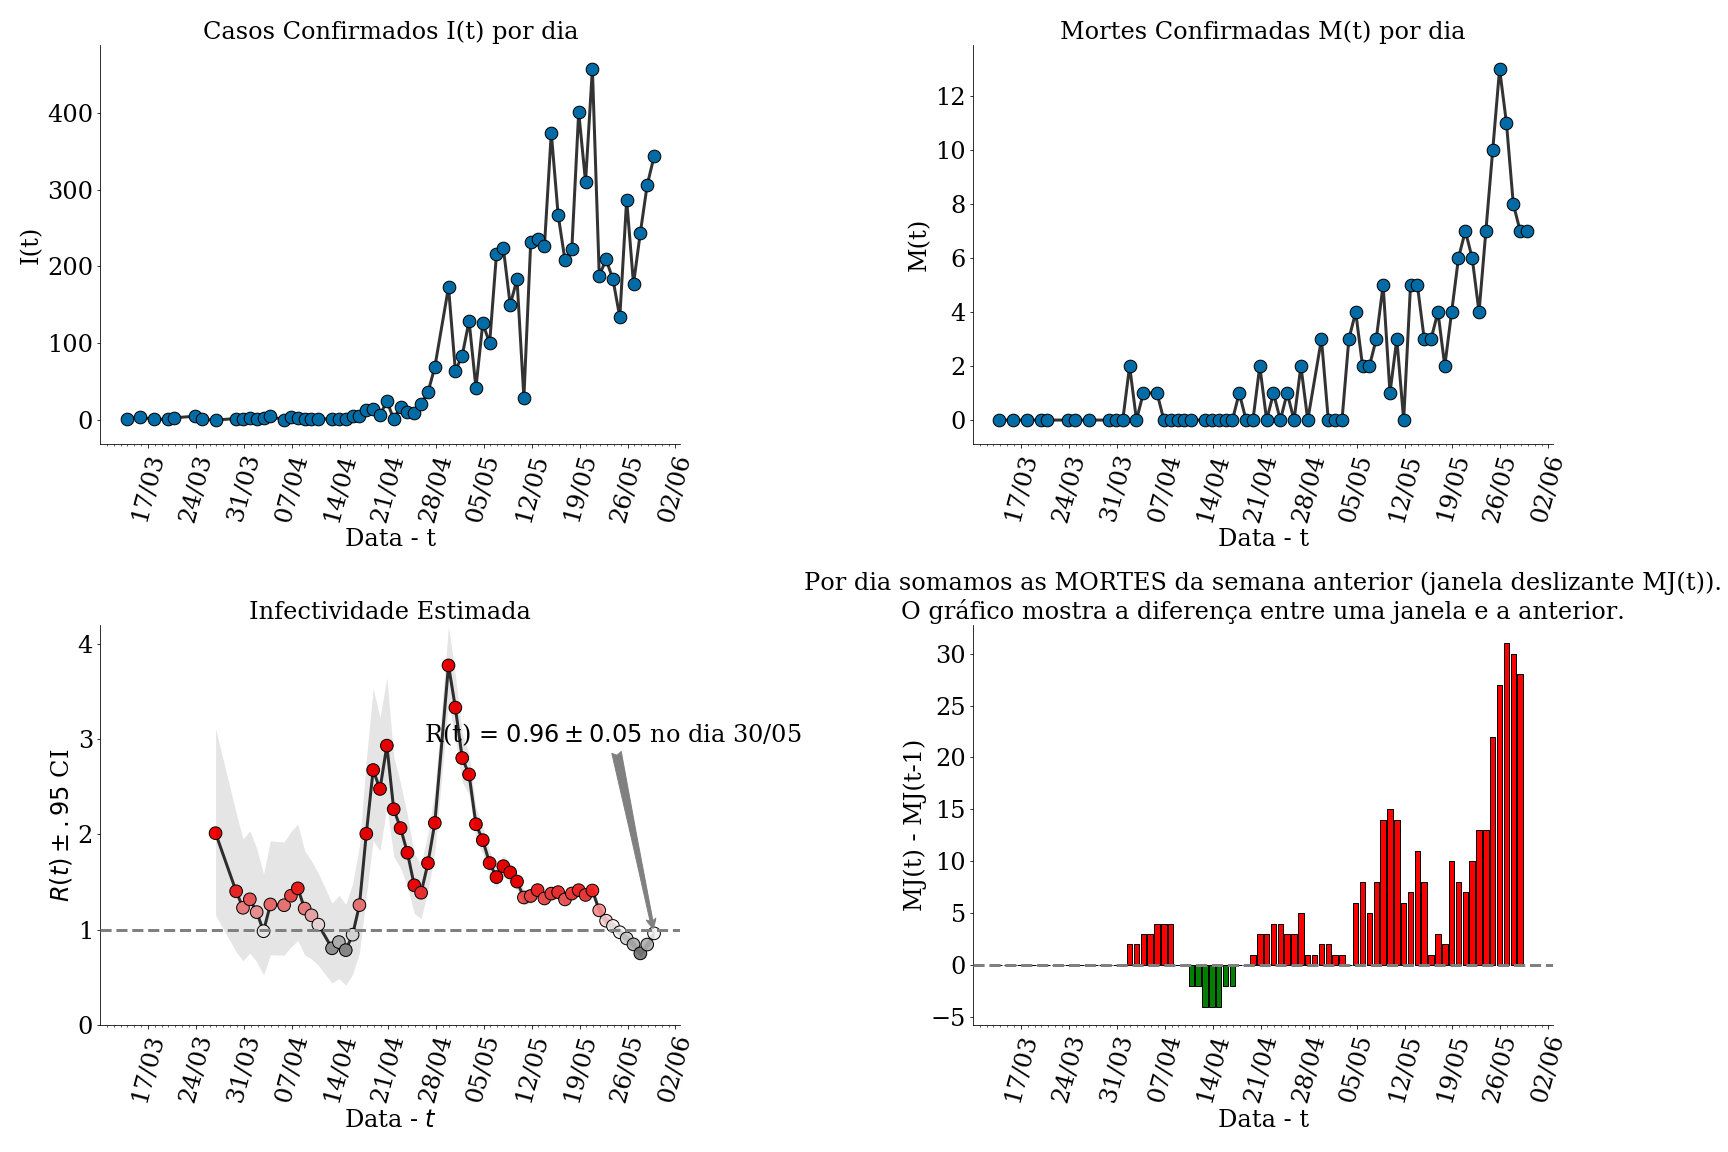 Casos Confirmados I(t) por dia
I(t)
400
300
200
100
0
17/03 24/03 31/03 07/04 14/04 21/04 28/04 05/05 12/05 19/05 26/05 02/06
Data - t
Mortes Confirmadas M(t) por dia
M(t)
12
10
8
6
4
2
0
17/03 24/03 31/03 07/04 14/04 21/04 28/04 05/05 12/05 19/05 26/05 02/06
Data - t
Infectividade Estimada
R(t) ± .95 CI
4
3
2
1
0
R(t) = 0.96 ± 0.05 no dia 30/05
17/03 24/03 31/03 07/04 14/04 21/04 28/04 05/05 12/05 19/05 26/05 02/06
Data - t
Por dia somamos as MORTES da semana anterior (janela deslizante MJ(t)).
O gráfico mostra a diferença entre uma janela e a anterior.
MJ(t) - MJ(t-1)
30
25
20
15
10
5
0
−5
17/03 24/03 31/03 07/04 14/04 21/04 28/04 05/05 12/05 19/05 26/05 02/06
Data - t